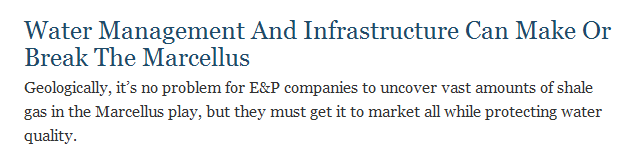 Water Management And Infrastructure Can Make Or
Break The Marcellus
Geologically, it's no problem for E&P companies to uncover vast amounts of shale
gas in the Marcellus play, but they must get it to market all while protecting water
quality.